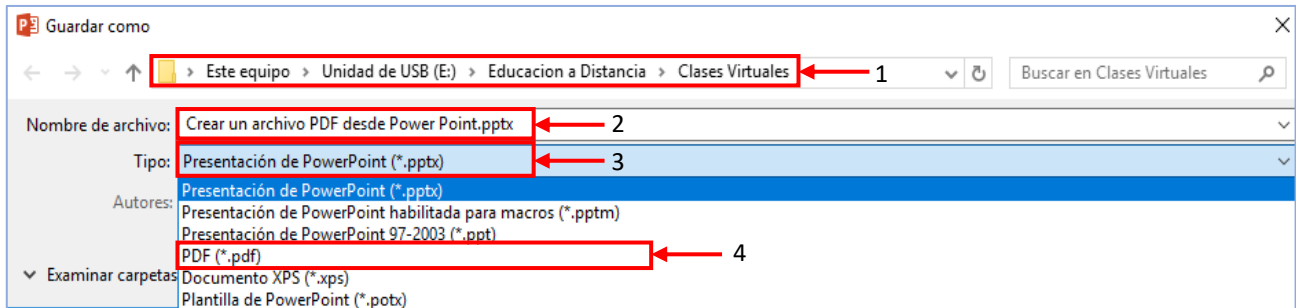 Guardar como
Este equipo > Unidad de USB (E:) > Educacion a Distancia > Clases Virtuales 1 Buscar en Clases Virtuales
Nombre de archivo: Crear un archivo PDF desde Power Point.pptx 2
Tipo: Presentación de PowerPoint (*.pptx) 3
Presentación de PowerPoint (*.pptx)
Autores:
Presentación de PowerPoint habilitada para macros (*.pptm)
Presentación de PowerPoint 97-2003 (*.ppt)
PDF (*.pdf) 4
Examinar carpetas Documento XPS (*.xps)
Plantilla de PowerPoint (*.potx)